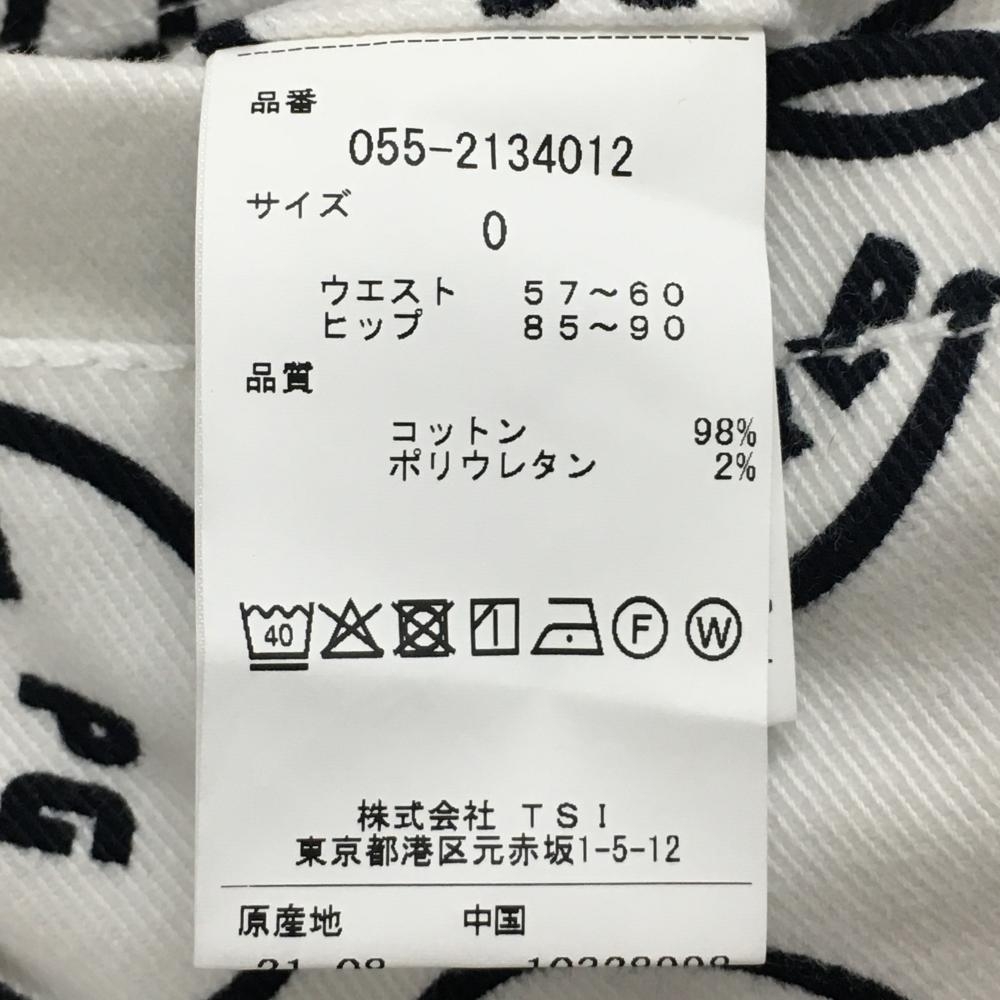 品番
055-2134012
サイズ
0
ウエスト 57～60
ヒップ 85～90
品質
コットン 98%
ポリウレタン 2%
40 F W
株式会社 TSI
東京都港区元赤坂1-5-12
原産地 中国
PG